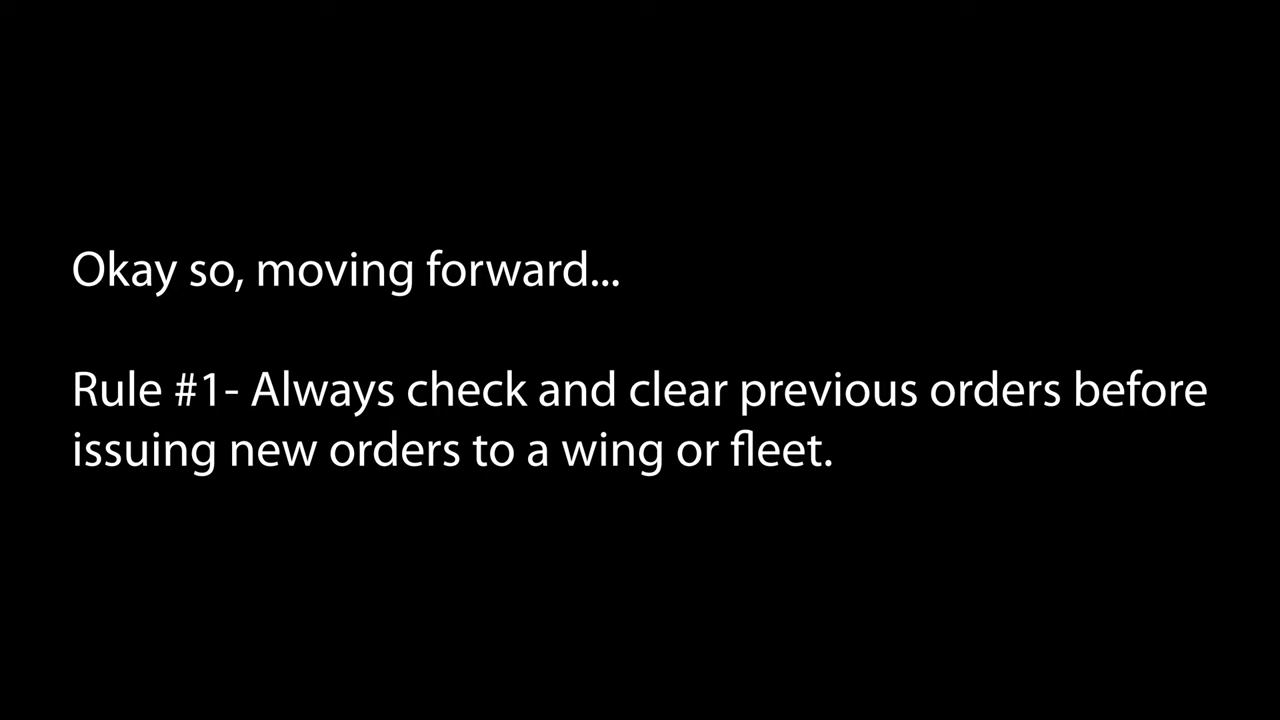 Okay so, moving forward...
Rule #1- Always check and clear previous orders before
issuing new orders to a wing or fleet.